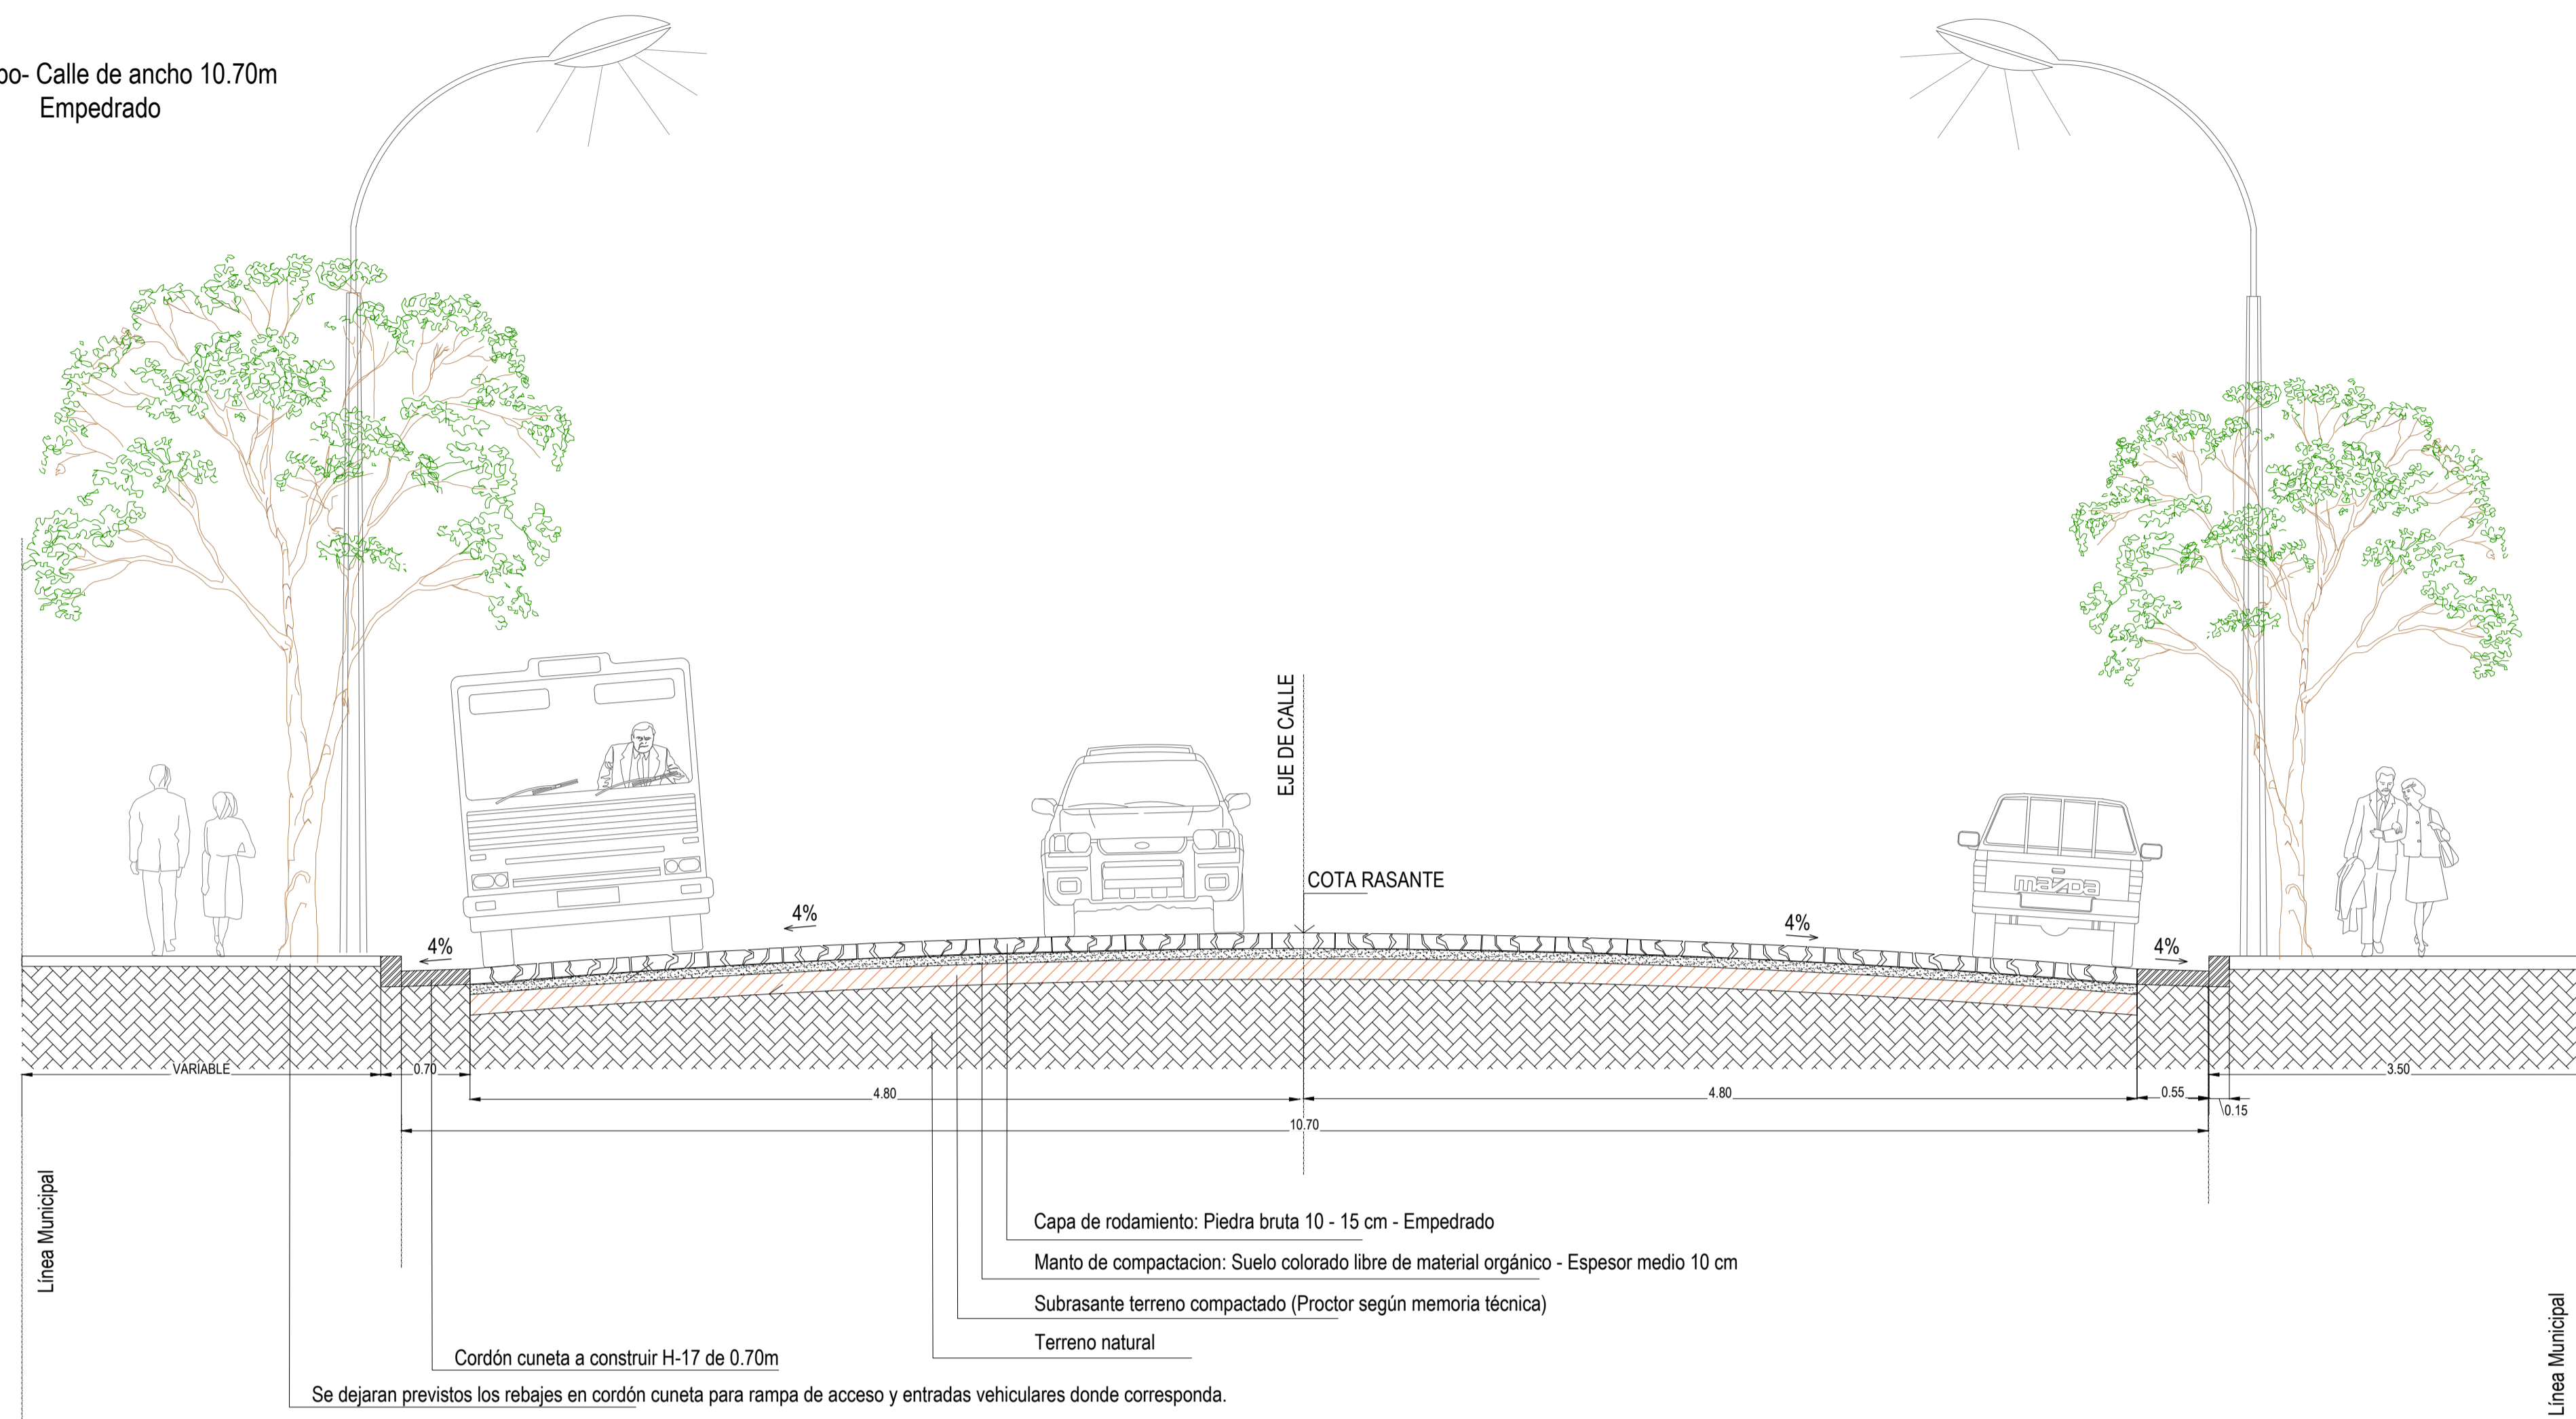 Calle de ancho 10.70m
Empedrado
EJE DE CALLE
COTA RASANTE
4%
4%
4%
4%
mazda
VARIABLE
0.70
4.80
4.80
0.55
0.15
3.50
10.70
Línea Municipal
Capa de rodamiento: Piedra bruta 10 - 15 cm - Empedrado
Manto de compactacion: Suelo colorado libre de material orgánico - Espesor medio 10 cm
Subrasante terreno compactado (Proctor según memoria técnica)
Terreno natural
Cordón cuneta a construir H-17 de 0.70m
Se dejaran previstos los rebajes en cordón cuneta para rampa de acceso y entradas vehiculares donde corresponda.
Línea Municipal